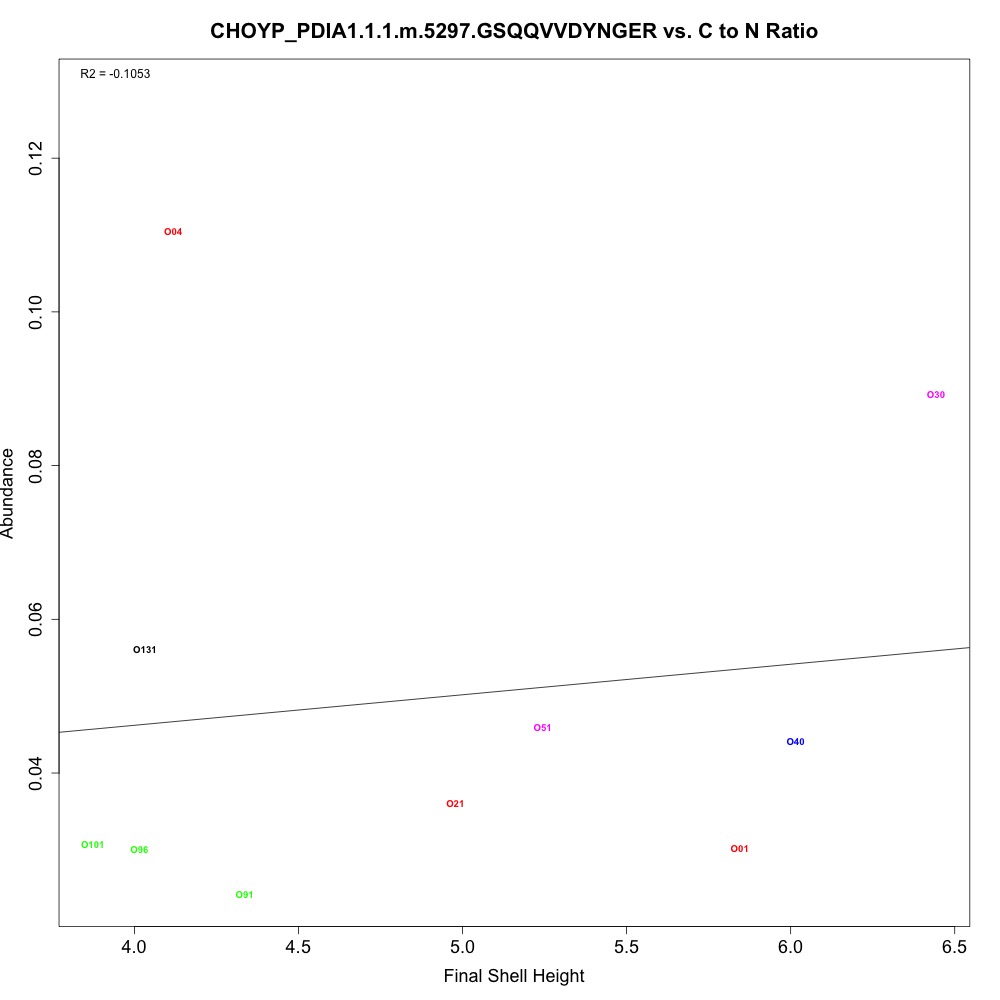 CHOYP_PDIA1.1.1.m.5297.GSQQVVDYNGER vs. C to N Ratio
R2 = -0.1053
0.12
O04
0.10
O30
0.08
Abundance
0.06
O131
O51
O40
0.04
O21
O101
O96
O01
O91
4.0 4.5 5.0 5.5 6.0 6.5
Final Shell Height